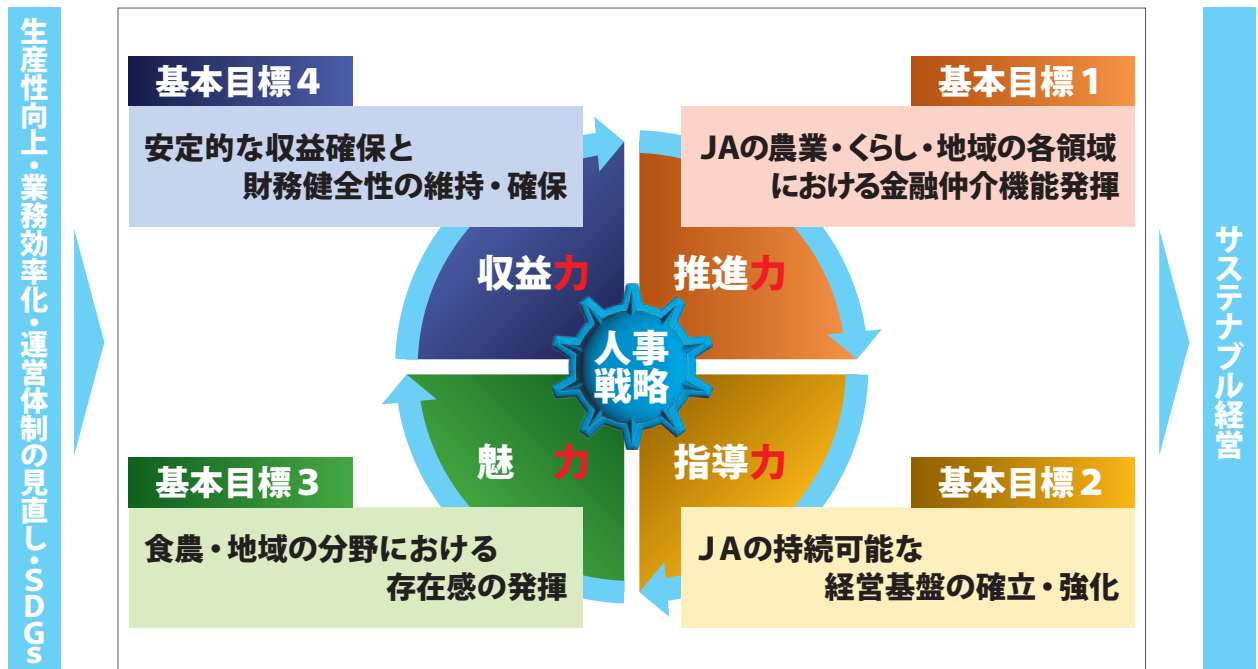 生産性向上・業務効率化・運営体制の見直し・SDGs
基本目標4
安定的な収益確保と
財務健全性の維持・確保
基本目標1
JAの農業・くらし・地域の各領域
における金融仲介機能発揮
収益力
推進力
人事
戦略
魅 力
指導力
基本目標3
食農・地域の分野における
存在感の発揮
基本目標2
JAの持続可能な
経営基盤の確立・強化
サステナブル経営